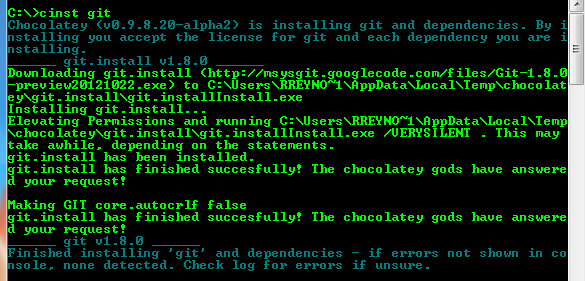 C:\>cinst git
Chocolatey (v0.9.8.20-alpha2) is installing git and dependencies. By i
nstalling you accept the license for git and each dependency you are i
nstalling.
______ git.install v1.8.0 ______
Downloading git.install (http://msysgit.googlecode.com/files/Git-1.8.0
-preview20121022.exe) to C:\Users\RREYNO~1\AppData\Local\Temp\chocolat
ey\git.install\git.installInstall.exe
Installing git.install...
Elevating Permissions and running C:\Users\RREYNO~1\AppData\Local\Temp
\chocolatey\git.install\git.installInstall.exe /VERYSILENT . This may
take awhile, depending on the statements.
git.install has been installed.
git.install has finished succesfully! The chocolatey gods have answere
d your request!
Making GIT core.autocrlf false
git.install has finished succesfully! The chocolatey gods have answere
d your request!
______ git v1.8.0 ______
Finished installing 'git' and dependencies - if errors not shown in co
nsole, none detected. Check log for errors if unsure.